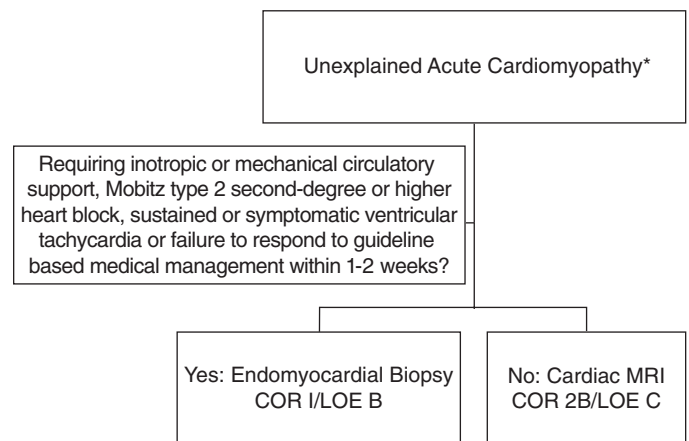 Unexplained Acute Cardiomyopathy*
Requiring inotropic or mechanical circulatory
support, Mobitz type 2 second-degree or higher
heart block, sustained or symptomatic ventricular
tachycardia or failure to respond to guideline
based medical management within 1-2 weeks?
Yes: Endomyocardial Biopsy
COR I/LOE B
No: Cardiac MRI
COR 2B/LOE C